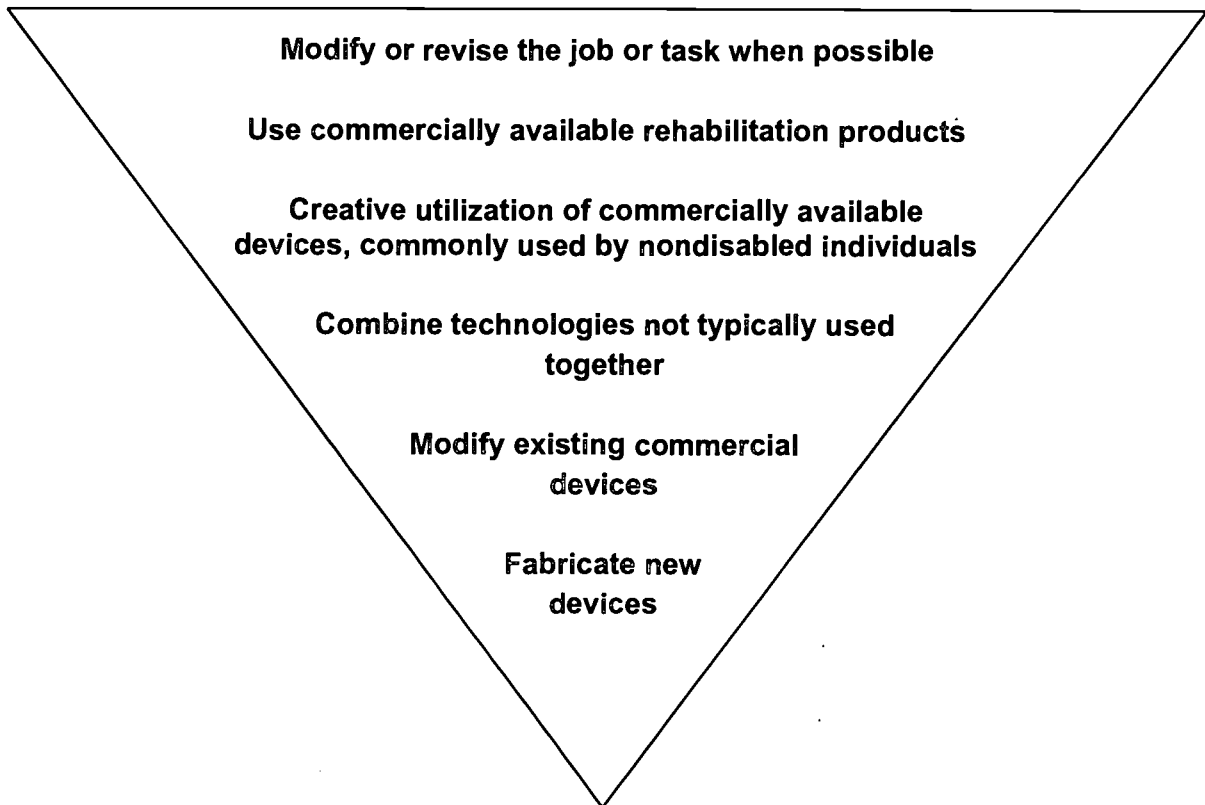 Modify or revise the job or task when possible
Use commercially available rehabilitation products
Creative utilization of commercially available
devices, commonly used by nondisabled individuals
Combine technologies not typically used
together
Modify existing commercial
devices
Fabricate new
devices